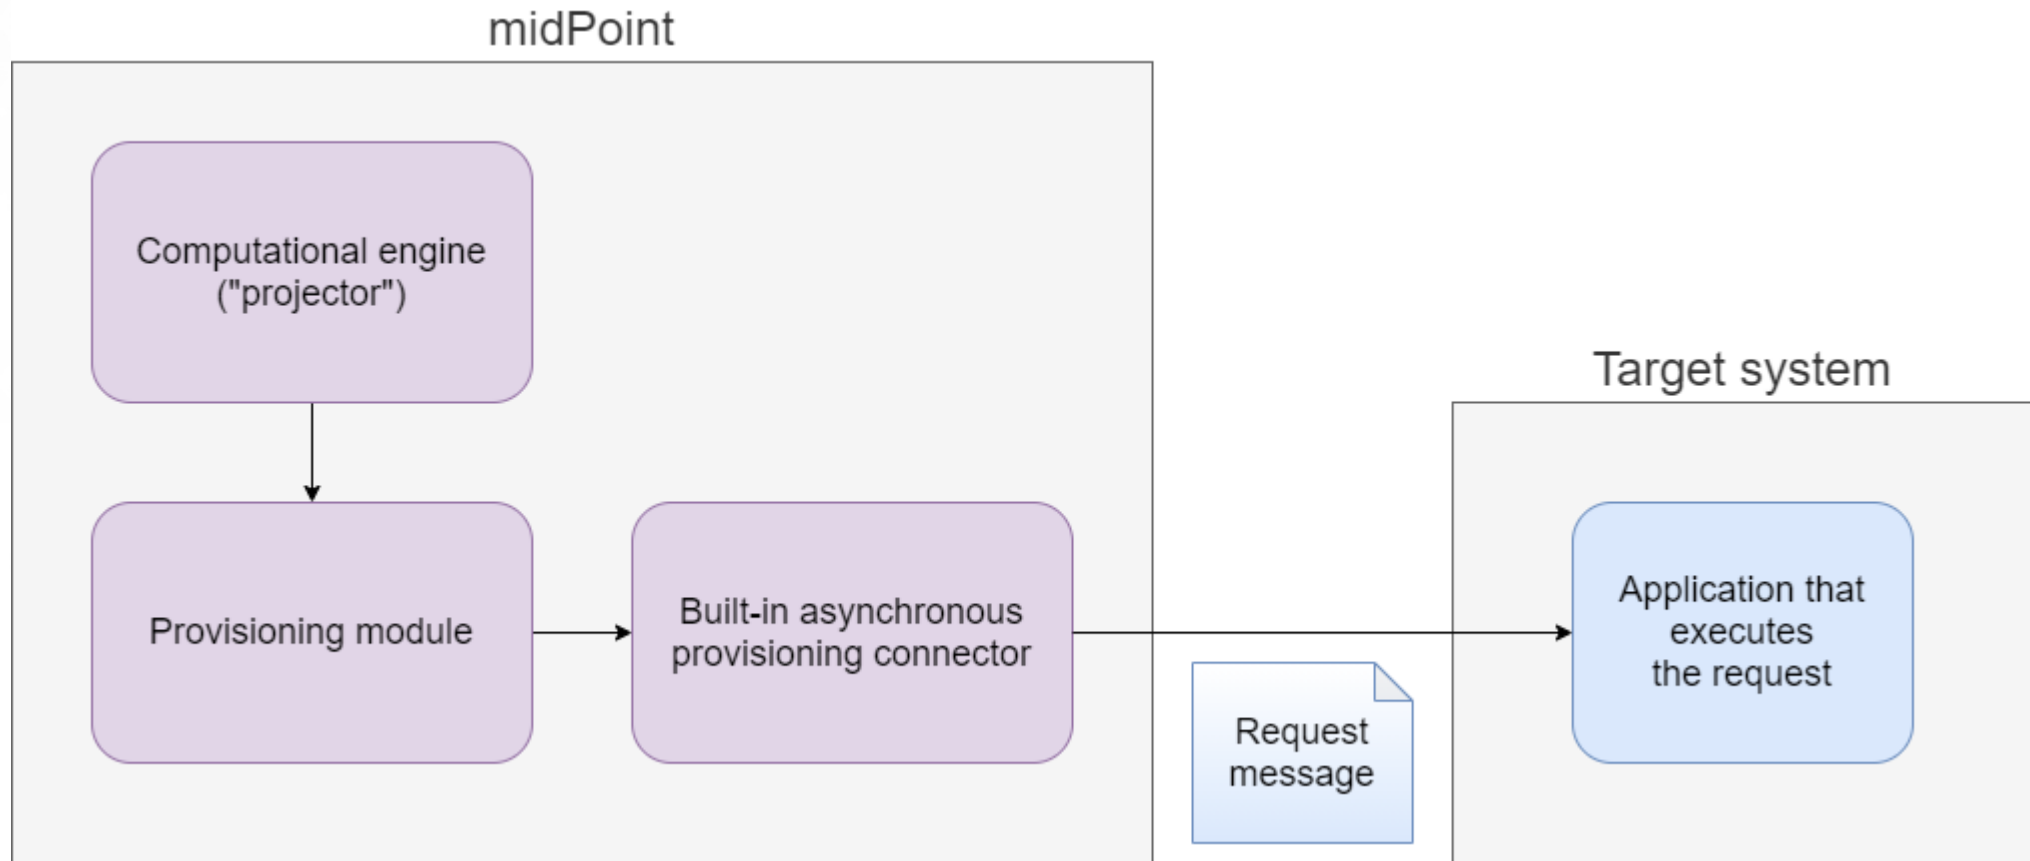 midPoint
Computational engine
("projector")
Target system
Provisioning module
Built-in asynchronous
provisioning connector
Application that
executes
the request
Request
message